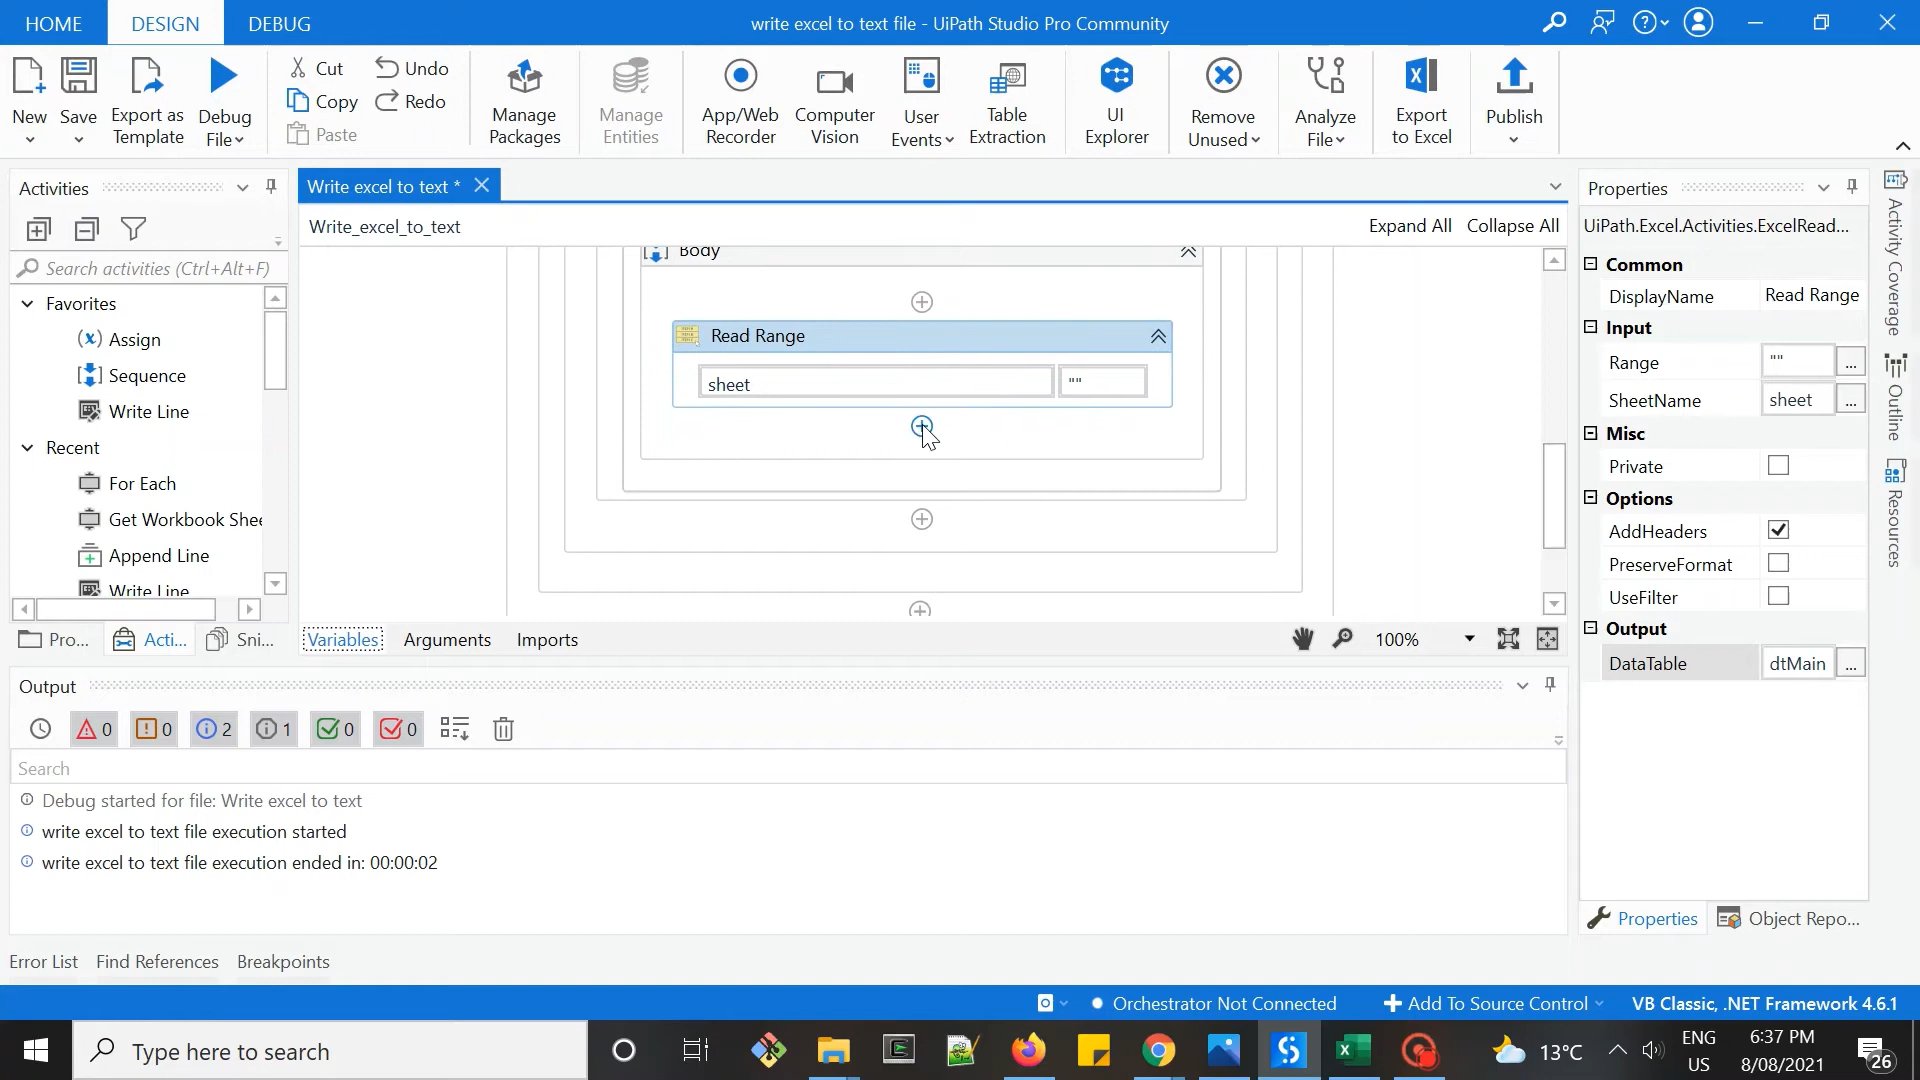 HOME
DESIGN
DEBUG
write excel to text file - UiPath Studio Pro Community
New
Save
Export as
Template
Debug
File
Cut
Copy
Paste
Undo
Redo
Manage
Packages
Manage
Entities
App/Web
Recorder
Computer
Vision
User
Events
Table
Extraction
UI
Explorer
Remove
Unused
Analyze
File
Export
to Excel
Publish
Activities
Search activities (Ctrl+Alt+F)
Favorites
Assign
Sequence
Write Line
Recent
For Each
Get Workbook Shee
Append Line
Write Line
Pro...
Acti...
Sni...
Write excel to text *
Write_excel_to_text
Expand All
Collapse All
Body
Read Range
sheet
""
Variables
Arguments
Imports
100%
Properties
UiPath.Excel.Activities.ExcelRead...
Common
DisplayName
Read Range
Input
Range
""
...
SheetName
sheet
...
Misc
Private
Options
AddHeaders
PreserveFormat
UseFilter
Output
DataTable
dtMain
...
Properties
Object Repo...
Activity Coverage
Outline
Resources
Output
0
0
2
1
0
0
Search
Debug started for file: Write excel to text
write excel to text file execution started
write excel to text file execution ended in: 00:00:02
Error List
Find References
Breakpoints
Orchestrator Not Connected
Add To Source Control
VB Classic, .NET Framework 4.6.1
Type here to search
13°C
ENG
US
6:37 PM
8/08/2021
26